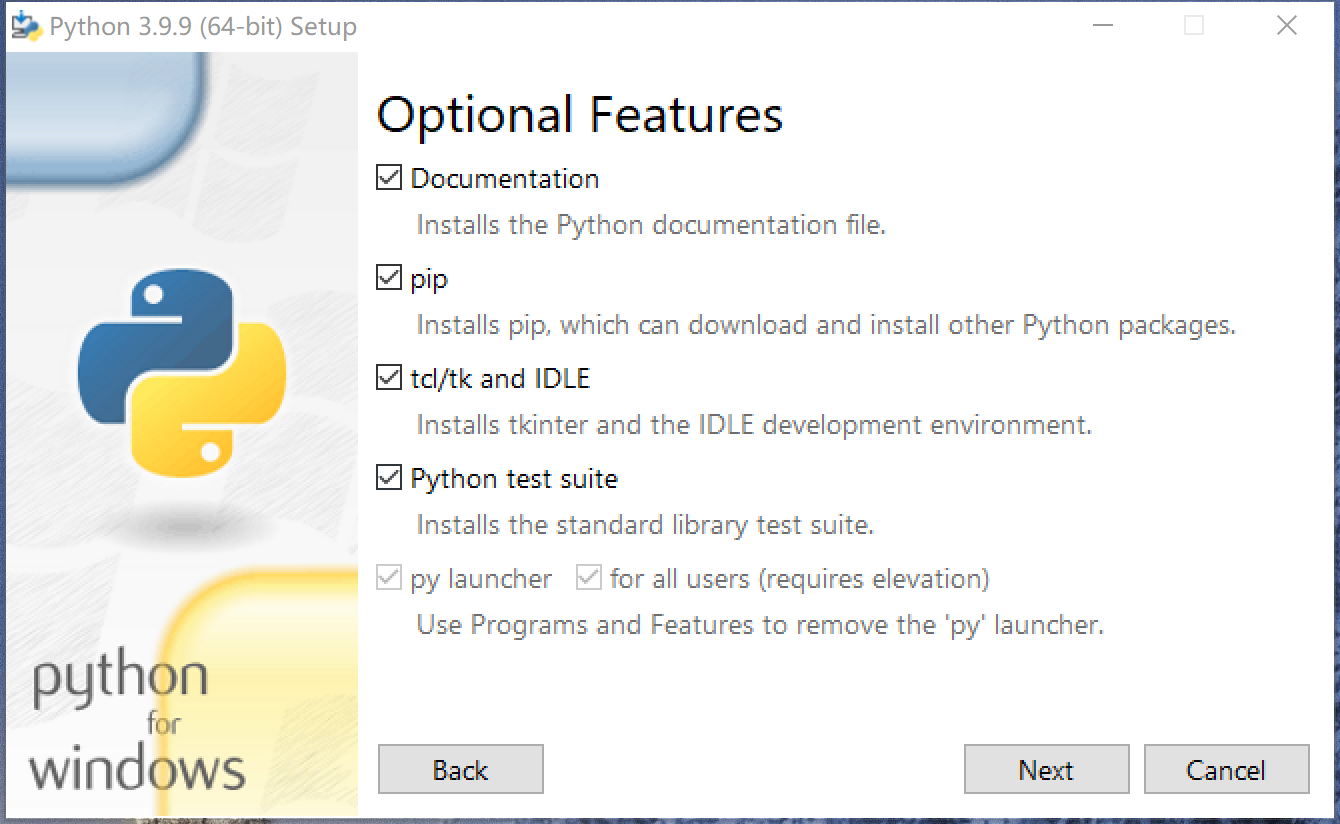 Python 3.9.9 (64-bit) Setup
Optional Features
Documentation
Installs the Python documentation file.
pip
Installs pip, which can download and install other Python packages.
tcl/tk and IDLE
Installs tkinter and the IDLE development environment.
Python test suite
Installs the standard library test suite.
py launcher for all users (requires elevation)
Use Programs and Features to remove the 'py' launcher.
python
for
windows
Back Next Cancel